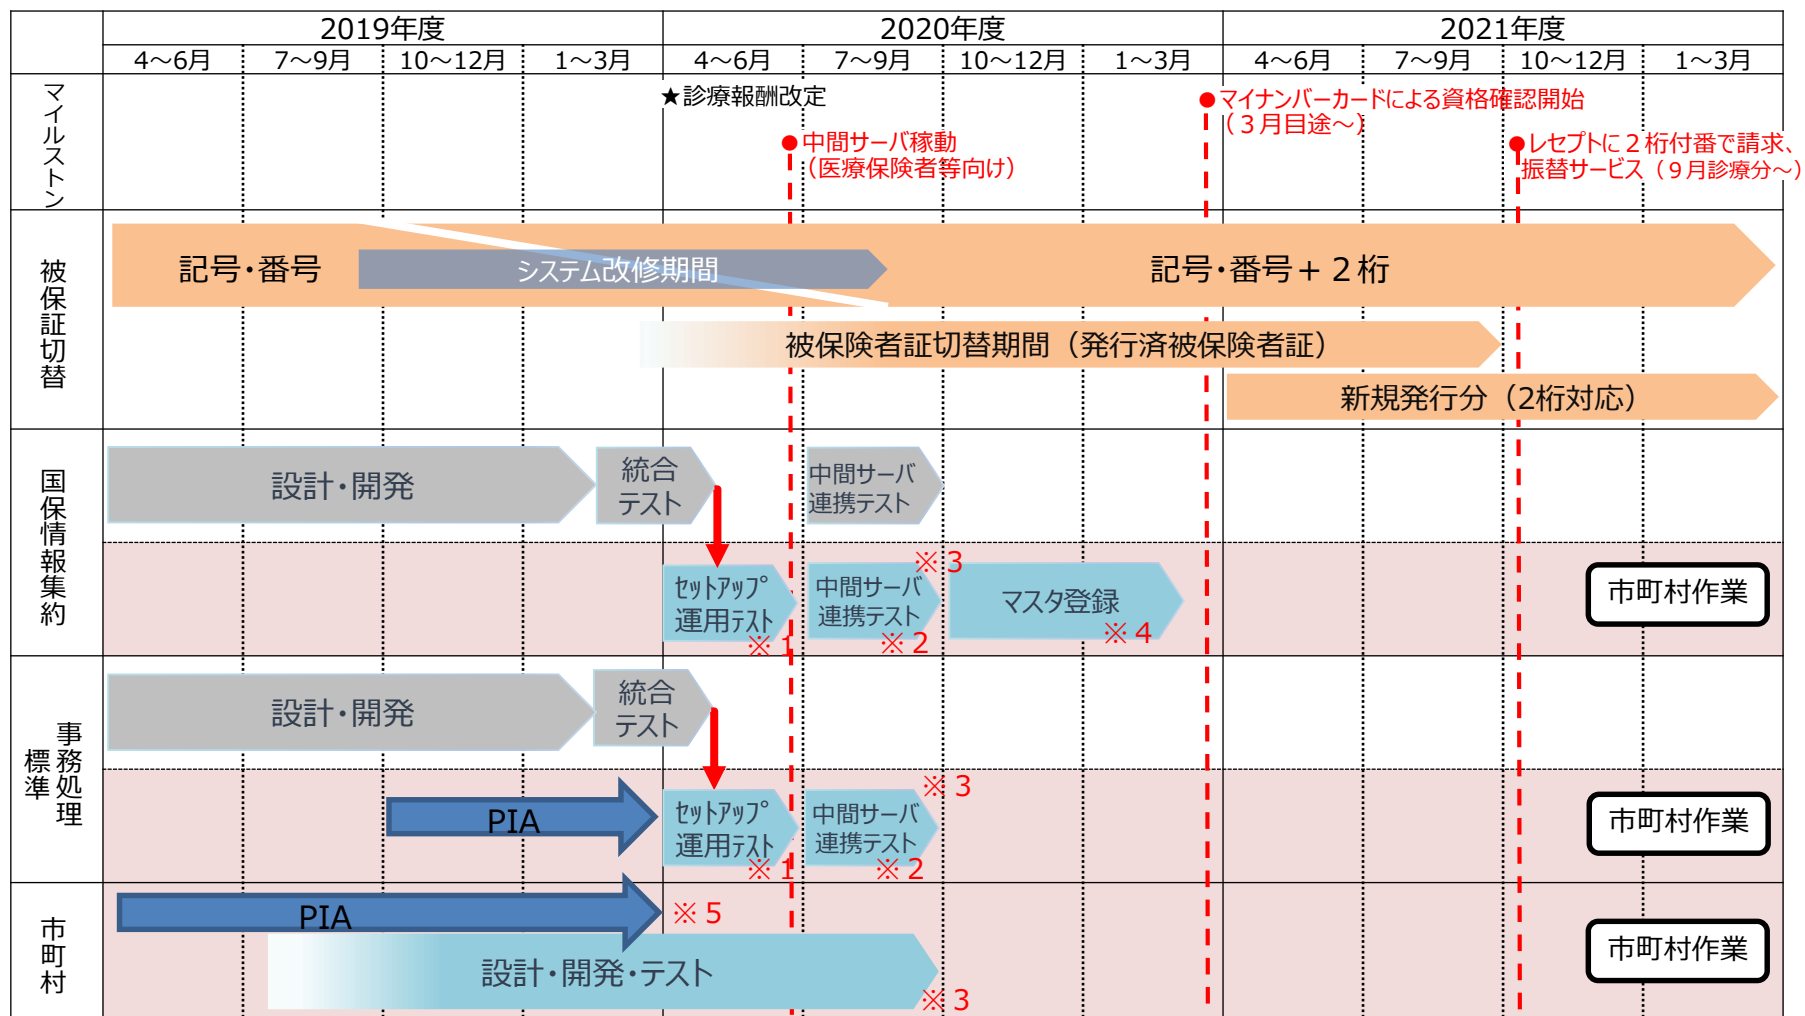 2019年度
2020年度
2021年度
4～6月
7～9月
10～12月
1～3月
4～6月
7～9月
10～12月
1～3月
4～6月
7～9月
10～12月
1～3月
マイルストン
★診療報酬改定
●中間サーバ稼動
（医療保険者等向け）
●マイナンバーカードによる資格確認開始
（３月目途～）
●レセプトに２桁付番で請求、
振替サービス（９月診療分～）
被保証切替
記号・番号
システム改修期間
記号・番号＋２桁
被保険者証切替期間（発行済被保険者証）
新規発行分（2桁対応）
国保情報集約
設計・開発
統合
テスト
中間サーバ
連携テスト
セットアップ
運用テスト
※１
中間サーバ
連携テスト
※３
※２
マスタ登録
※４
市町村作業
事務処理
標準
設計・開発
統合
テスト
PIA
セットアップ
運用テスト
※１
中間サーバ
連携テスト
※３
※２
市町村作業
市町村
PIA
※５
設計・開発・テスト
※３
市町村作業